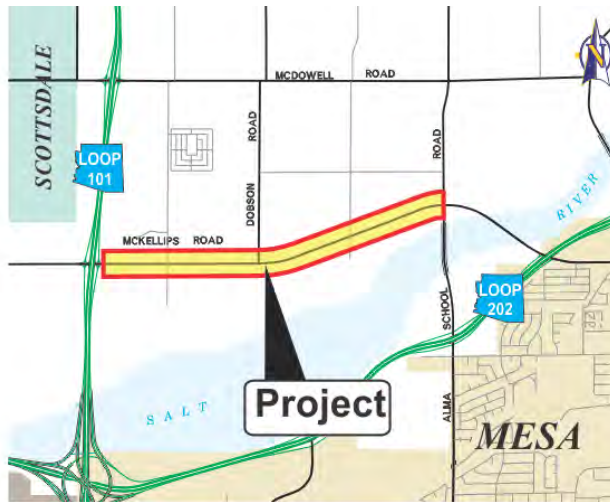 N
MCDOWELL ROAD
SCOTTSDALE
LOOP
101
ROAD
DOBSON
ROAD
MCKELLIPS ROAD
RIVER
LOOP
202
SCHOOL
ALMA
SALT
Project
MESA